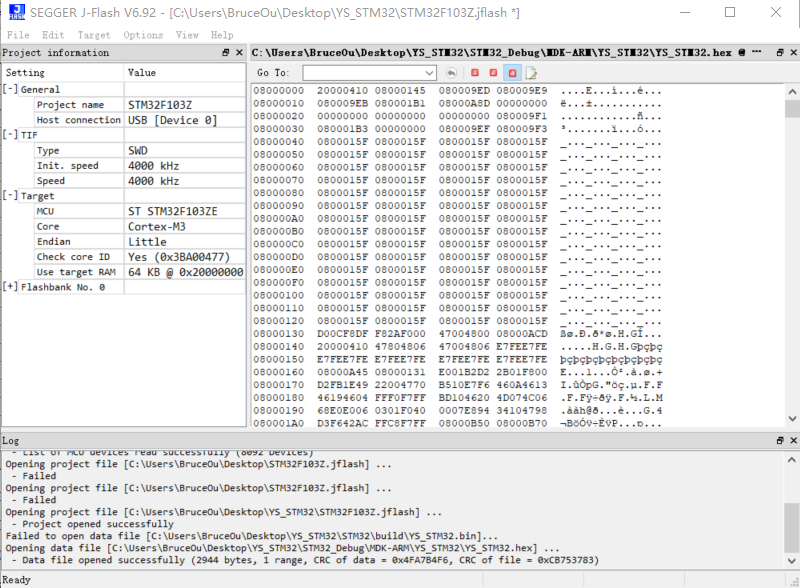 SEGGER J-Flash V6.92 - [C:\Users\BruceOu\Desktop\YS_STM32\STM32F103Z.jflash *]
File Edit Target Options View Help
Project information
Setting Value
[-] General
Project name STM32F103Z
Host connection USB [Device 0]
[-] TIF
Type SWD
Init. speed 4000 kHz
Speed 4000 kHz
[-] Target
MCU ST STM32F103ZE
Core Cortex-M3
Endian Little
Check core ID Yes (0x3BA00477)
Use target RAM 64 KB @ 0x20000000
[+] Flashbank No. 0
C:\Users\BruceOu\Desktop\YS_STM32\STM32_Debug\MDK-ARM\YS_STM32\YS_STM32.hex @ ...
Go To:
08000000 20000410 08000145 080009ED 080009E9 ....E...í...é...
08000010 080009EB 080001B1 08000A8D 00000000 ë...±...........
08000020 00000000 00000000 00000000 080009F1 ............ñ...
08000030 080001B3 00000000 080009EF 080009F3 ³.......ï...ó...
08000040 0800015F 0800015F 0800015F 0800015F _..._..._..._...
08000050 0800015F 0800015F 0800015F 0800015F _..._..._..._...
08000060 0800015F 0800015F 0800015F 0800015F _..._..._..._...
08000070 0800015F 0800015F 0800015F 0800015F _..._..._..._...
08000080 0800015F 0800015F 0800015F 0800015F _..._..._..._...
08000090 0800015F 0800015F 0800015F 0800015F _..._..._..._...
080000A0 0800015F 0800015F 0800015F 0800015F _..._..._..._...
080000B0 0800015F 0800015F 0800015F 0800015F _..._..._..._...
080000C0 0800015F 0800015F 0800015F 0800015F _..._..._..._...
080000D0 0800015F 0800015F 0800015F 0800015F _..._..._..._...
080000E0 0800015F 0800015F 0800015F 0800015F _..._..._..._...
080000F0 0800015F 0800015F 0800015F 0800015F _..._..._..._...
08000100 0800015F 0800015F 0800015F 0800015F _..._..._..._...
08000110 0800015F 0800015F 0800015F 0800015F _..._..._..._...
08000120 0800015F 0800015F 0800015F 0800015F _..._..._..._...
08000130 D00CF8DF F82AF000 47004800 08000ACD ßø.Ð.ð*ø.H.GÍ...
08000140 20000410 47804806 47004806 E7FEE7FE .....H.G.H.Gþçþç
08000150 E7FEE7FE E7FEE7FE E7FEE7FE E7FEE7FE þçþçþçþçþçþçþçþç
08000160 08000A45 08000131 E001B2D2 2B01F800 E...1...Ò².à.ø.+
08000170 D2FB1E49 22004770 B510E7F6 460A4613 I.ûÒpG."öç.µ.F.F
08000180 46194604 FFF0F7FF BD104620 4D074C06 .F.Fÿ÷ðÿ F.½.L.M
08000190 68E0E006 0301F040 0007E894 34104798 .ààh@ð...è...G.4
080001A0 D3F642AC FFC8F7FF 08000B50 08000B70 ¬BöÓÿ÷ÈÿP...p...
Log
- List of MCU devices read successfully (8092 Devices)
Opening project file [C:\Users\BruceOu\Desktop\STM32F103Z.jflash] ...
- Failed
Opening project file [C:\Users\BruceOu\Desktop\STM32F103Z.jflash] ...
- Failed
Opening project file [C:\Users\BruceOu\Desktop\YS_STM32\STM32F103Z.jflash] ...
- Project opened successfully
Failed to open data file [C:\Users\BruceOu\Desktop\YS_STM32\STM32\build\YS_STM32.bin]...
Opening data file [C:\Users\BruceOu\Desktop\YS_STM32\STM32_Debug\MDK-ARM\YS_STM32\YS_STM32.hex] ...
- Data file opened successfully (2944 bytes, 1 range, CRC of data = 0x4FA7B4F6, CRC of file = 0xCB753783)
Ready